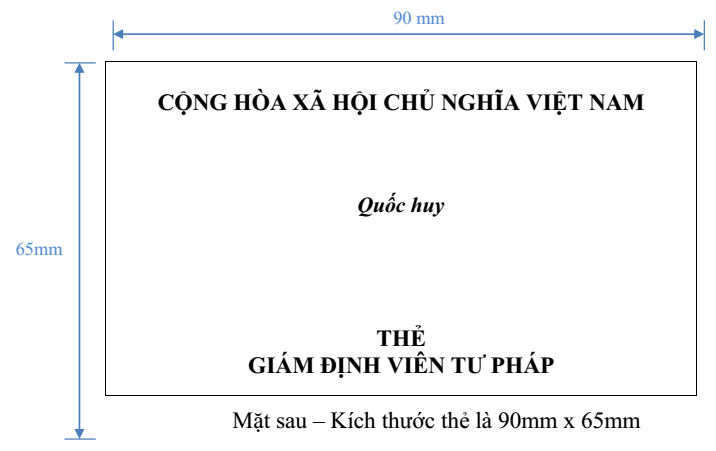 90 mm
CỘNG HÒA XÃ HỘI CHỦ NGHĨA VIỆT NAM
Quốc huy
65mm
THẺ
GIÁM ĐỊNH VIÊN TƯ PHÁP
Mặt sau – Kích thước thẻ là 90mm x 65mm